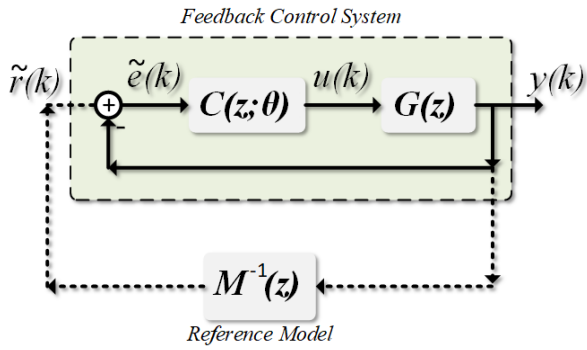 Feedback Control System
r̃(k) ẽ(k) C(z;θ) u(k) G(z) y(k)
+
-
M⁻¹(z)
Reference Model